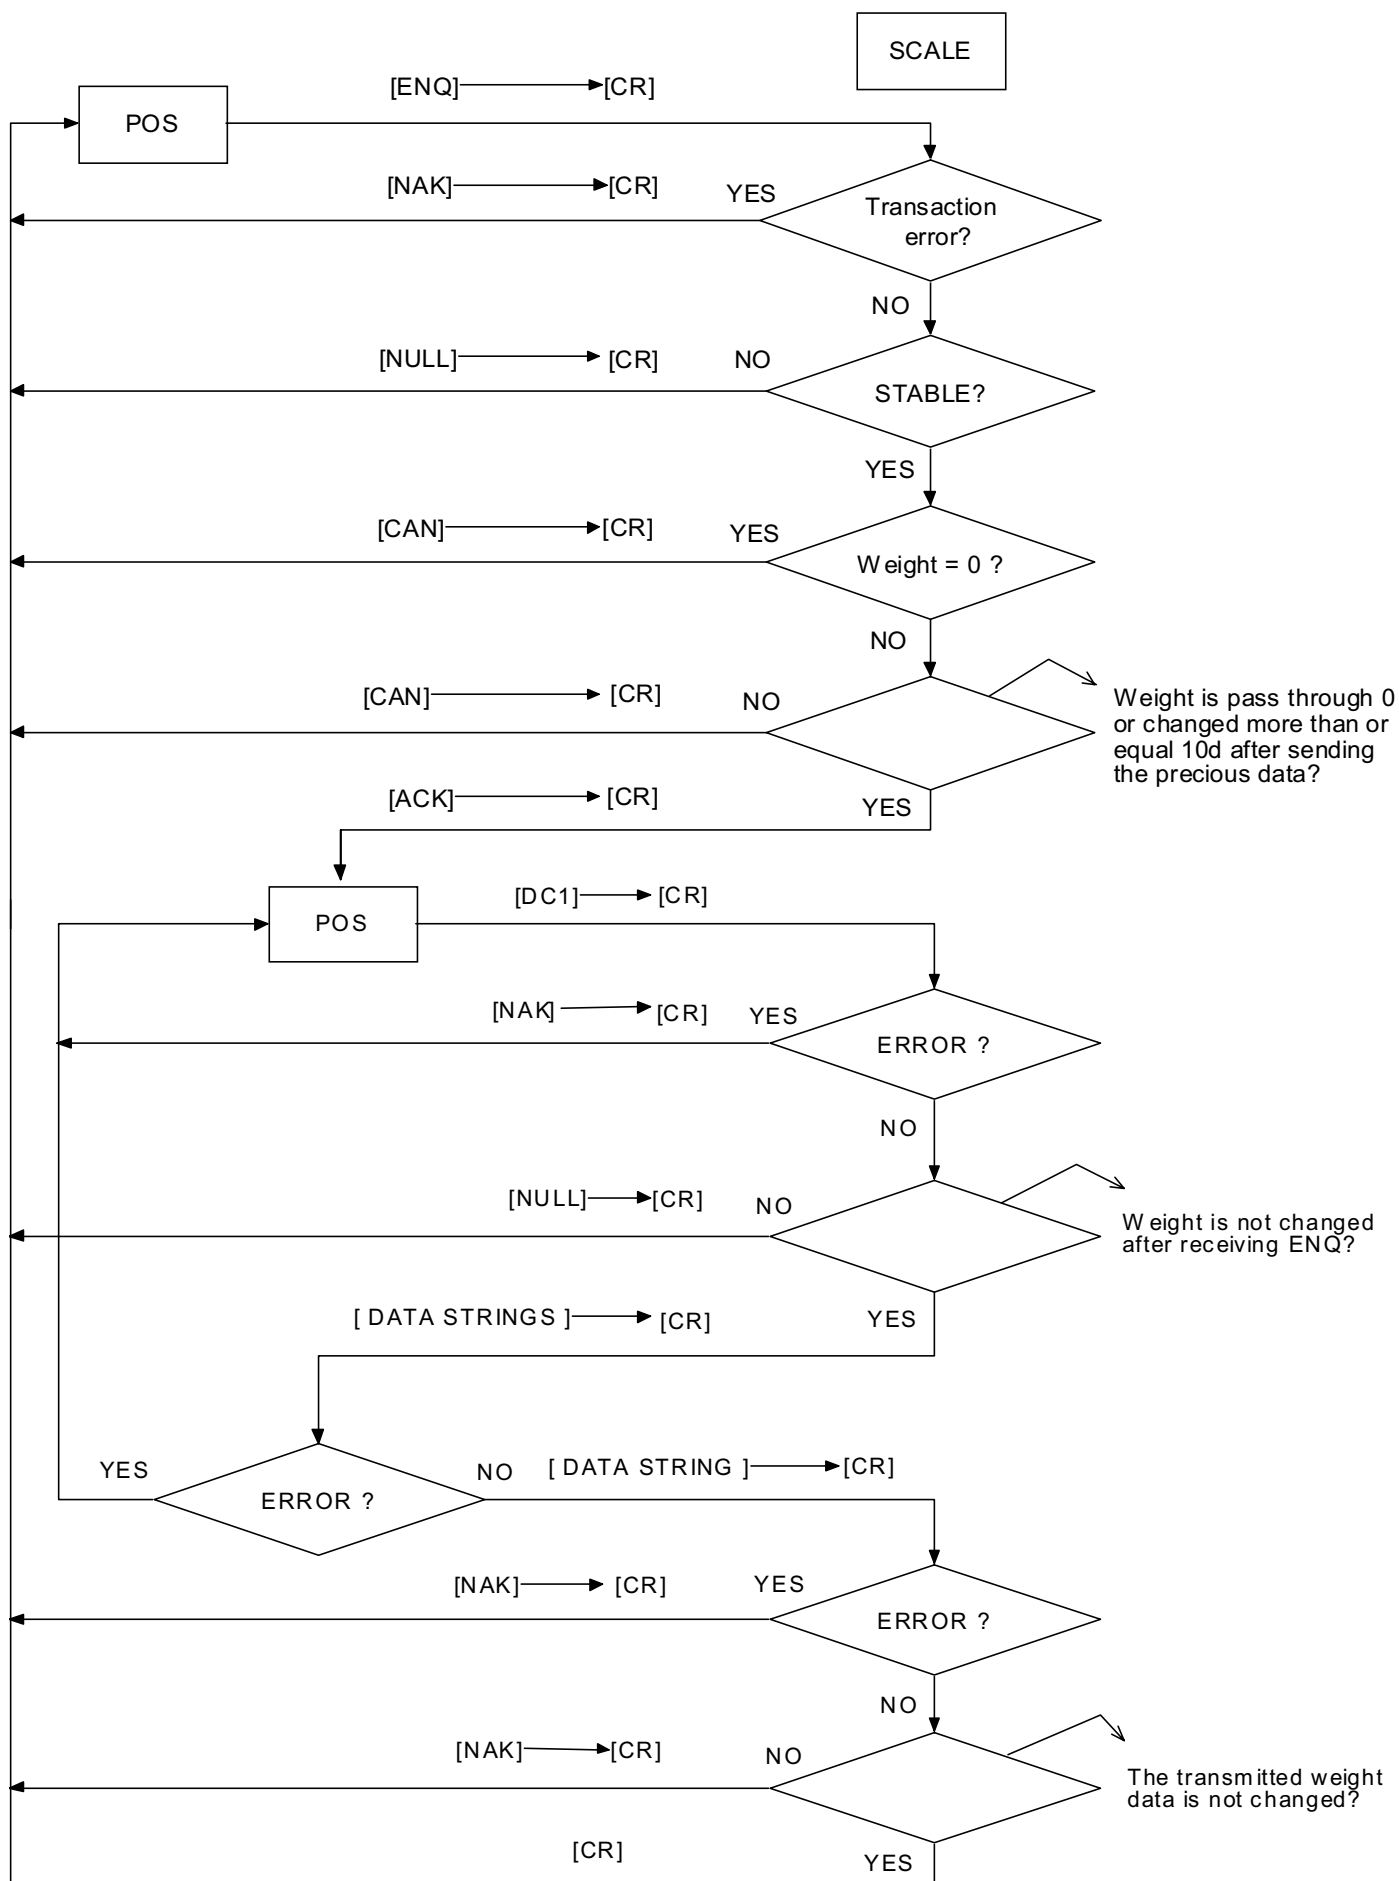 SCALE
[ENQ] [CR]
POS
[NAK] [CR] YES
Transaction
error?
NO
[NULL] [CR] NO
STABLE?
YES
[CAN] [CR] YES
Weight = 0 ?
NO
[CAN] [CR] NO
Weight is pass through 0
or changed more than or
equal 10d after sending
the precious data?
[ACK] [CR] YES
[DC1] [CR]
POS
[NAK] [CR] YES
ERROR ?
NO
[NULL] [CR] NO
Weight is not changed
after receiving ENQ?
[ DATA STRINGS ] [CR] YES
YES NO [ DATA STRING ] [CR]
ERROR ?
[NAK] [CR] YES
ERROR ?
NO
[NAK] [CR] NO
The transmitted weight
data is not changed?
[CR] YES